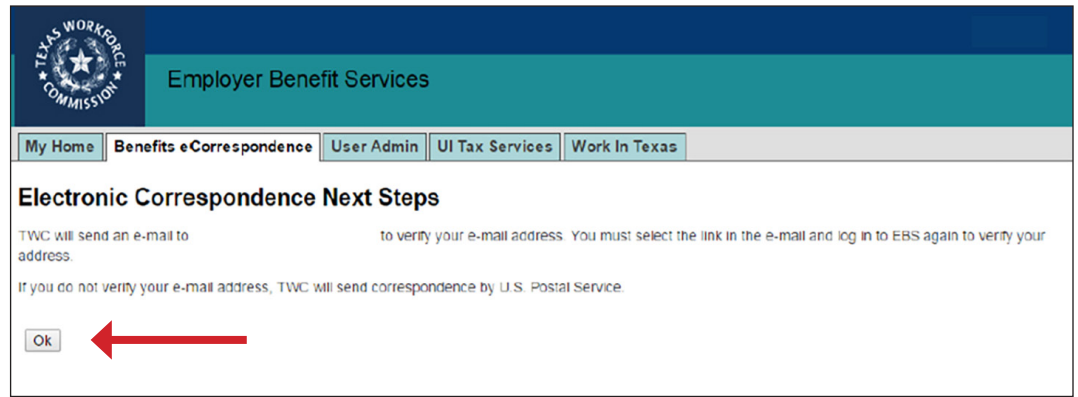 TEXAS WORKFORCE
COMMISSION
Employer Benefit Services
My Home Benefits eCorrespondence User Admin UI Tax Services Work In Texas
Electronic Correspondence Next Steps
TWC will send an e-mail to to verify your e-mail address. You must select the link in the e-mail and log in to EBS again to verify your
address.
If you do not verify your e-mail address, TWC will send correspondence by U.S. Postal Service.
Ok